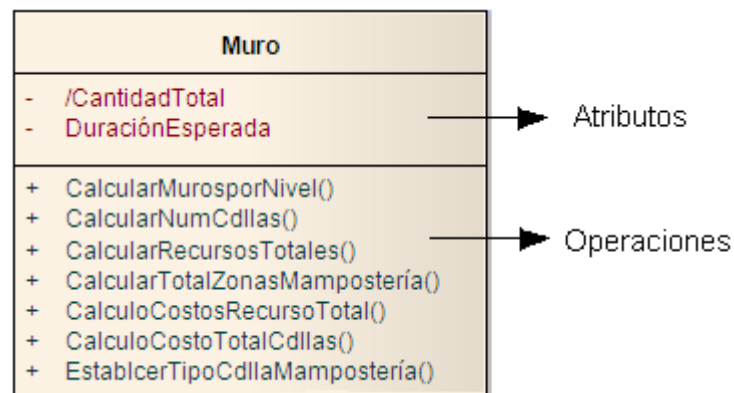 Muro
- /CantidadTotal
- DuraciónEsperada
Atributos
+ CalcularMurosporNivel()
+ CalcularNumCdllas()
+ CalcularRecursosTotales()
+ CalcularTotalZonasMampostería()
+ CalculoCostosRecursoTotal()
+ CalculoCostoTotalCdllas()
+ EstablcerTipoCdllaMampostería()
Operaciones